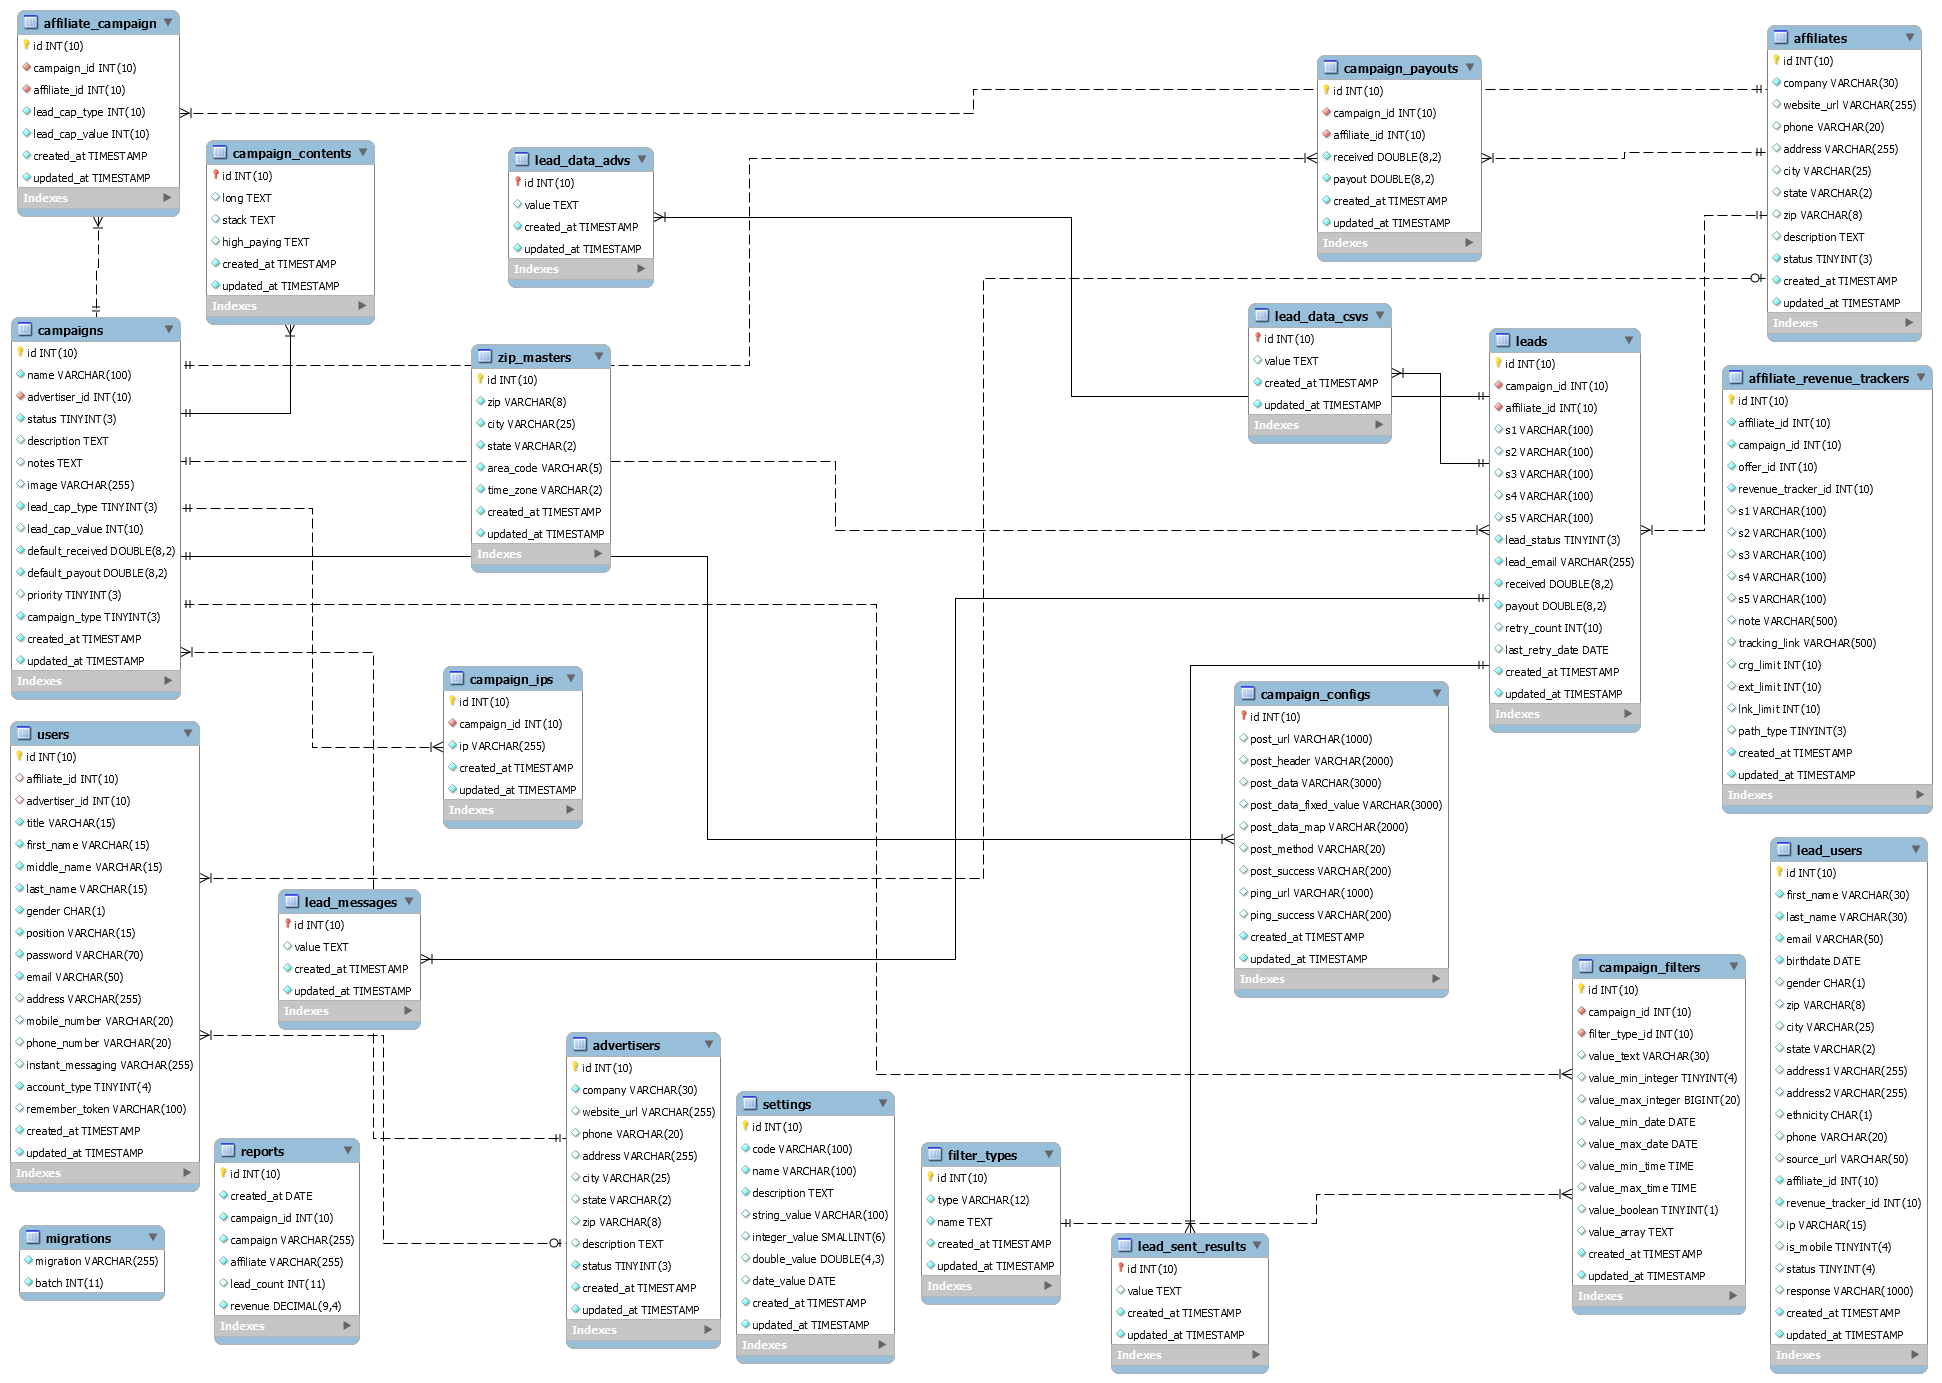 affiliate_campaign
id INT(10)
campaign_id INT(10)
affiliate_id INT(10)
lead_cap_type INT(10)
lead_cap_value INT(10)
created_at TIMESTAMP
updated_at TIMESTAMP
Indexes
campaign_contents
id INT(10)
long TEXT
stack TEXT
high_paying TEXT
created_at TIMESTAMP
updated_at TIMESTAMP
Indexes
lead_data_advs
id INT(10)
value TEXT
created_at TIMESTAMP
updated_at TIMESTAMP
Indexes
campaign_payouts
id INT(10)
campaign_id INT(10)
affiliate_id INT(10)
received DOUBLE(8,2)
payout DOUBLE(8,2)
created_at TIMESTAMP
updated_at TIMESTAMP
Indexes
affiliates
id INT(10)
company VARCHAR(30)
website_url VARCHAR(255)
phone VARCHAR(20)
address VARCHAR(255)
city VARCHAR(25)
state VARCHAR(2)
zip VARCHAR(8)
description TEXT
status TINYINT(3)
created_at TIMESTAMP
updated_at TIMESTAMP
Indexes
campaigns
id INT(10)
name VARCHAR(100)
advertiser_id INT(10)
status TINYINT(3)
description TEXT
notes TEXT
image VARCHAR(255)
lead_cap_type TINYINT(3)
lead_cap_value INT(10)
default_received DOUBLE(8,2)
default_payout DOUBLE(8,2)
priority TINYINT(3)
campaign_type TINYINT(3)
created_at TIMESTAMP
updated_at TIMESTAMP
Indexes
zip_masters
id INT(10)
zip VARCHAR(8)
city VARCHAR(25)
state VARCHAR(2)
area_code VARCHAR(5)
time_zone VARCHAR(2)
created_at TIMESTAMP
updated_at TIMESTAMP
Indexes
lead_data_csvs
id INT(10)
value TEXT
created_at TIMESTAMP
updated_at TIMESTAMP
Indexes
leads
id INT(10)
campaign_id INT(10)
affiliate_id INT(10)
s1 VARCHAR(100)
s2 VARCHAR(100)
s3 VARCHAR(100)
s4 VARCHAR(100)
s5 VARCHAR(100)
lead_status TINYINT(3)
lead_email VARCHAR(255)
received DOUBLE(8,2)
payout DOUBLE(8,2)
retry_count INT(10)
last_retry_date DATE
created_at TIMESTAMP
updated_at TIMESTAMP
Indexes
affiliate_revenue_trackers
id INT(10)
affiliate_id INT(10)
campaign_id INT(10)
offer_id INT(10)
revenue_tracker_id INT(10)
s1 VARCHAR(100)
s2 VARCHAR(100)
s3 VARCHAR(100)
s4 VARCHAR(100)
s5 VARCHAR(100)
note VARCHAR(500)
tracking_link VARCHAR(500)
crg_limit INT(10)
ext_limit INT(10)
lnk_limit INT(10)
path_type TINYINT(3)
created_at TIMESTAMP
updated_at TIMESTAMP
Indexes
users
id INT(10)
affiliate_id INT(10)
advertiser_id INT(10)
title VARCHAR(15)
first_name VARCHAR(15)
middle_name VARCHAR(15)
last_name VARCHAR(15)
gender CHAR(1)
position VARCHAR(15)
password VARCHAR(70)
email VARCHAR(50)
address VARCHAR(255)
mobile_number VARCHAR(20)
phone_number VARCHAR(20)
instant_messaging VARCHAR(255)
account_type TINYINT(4)
remember_token VARCHAR(100)
created_at TIMESTAMP
updated_at TIMESTAMP
Indexes
campaign_ips
id INT(10)
campaign_id INT(10)
ip VARCHAR(255)
created_at TIMESTAMP
updated_at TIMESTAMP
Indexes
campaign_configs
id INT(10)
post_url VARCHAR(1000)
post_header VARCHAR(2000)
post_data VARCHAR(3000)
post_data_fixed_value VARCHAR(3000)
post_data_map VARCHAR(2000)
post_method VARCHAR(20)
post_success VARCHAR(200)
ping_url VARCHAR(1000)
ping_success VARCHAR(200)
created_at TIMESTAMP
updated_at TIMESTAMP
Indexes
lead_users
id INT(10)
first_name VARCHAR(30)
last_name VARCHAR(30)
email VARCHAR(50)
birthdate DATE
gender CHAR(1)
zip VARCHAR(8)
city VARCHAR(25)
state VARCHAR(2)
address1 VARCHAR(255)
address2 VARCHAR(255)
ethnicity CHAR(1)
phone VARCHAR(20)
source_url VARCHAR(50)
affiliate_id INT(10)
revenue_tracker_id INT(10)
ip VARCHAR(15)
is_mobile TINYINT(4)
status TINYINT(4)
response VARCHAR(1000)
created_at TIMESTAMP
updated_at TIMESTAMP
Indexes
lead_messages
id INT(10)
value TEXT
created_at TIMESTAMP
updated_at TIMESTAMP
Indexes
campaign_filters
id INT(10)
campaign_id INT(10)
filter_type_id INT(10)
value_text VARCHAR(30)
value_min_integer TINYINT(4)
value_max_integer BIGINT(20)
value_min_date DATE
value_max_date DATE
value_min_time TIME
value_max_time TIME
value_boolean TINYINT(1)
value_array TEXT
created_at TIMESTAMP
updated_at TIMESTAMP
Indexes
advertisers
id INT(10)
company VARCHAR(30)
website_url VARCHAR(255)
phone VARCHAR(20)
address VARCHAR(255)
city VARCHAR(25)
state VARCHAR(2)
zip VARCHAR(8)
description TEXT
status TINYINT(3)
created_at TIMESTAMP
updated_at TIMESTAMP
Indexes
settings
id INT(10)
code VARCHAR(100)
name VARCHAR(100)
description TEXT
string_value VARCHAR(100)
integer_value SMALLINT(6)
double_value DOUBLE(4,3)
date_value DATE
created_at TIMESTAMP
updated_at TIMESTAMP
Indexes
filter_types
id INT(10)
type VARCHAR(12)
name TEXT
created_at TIMESTAMP
updated_at TIMESTAMP
Indexes
reports
id INT(10)
created_at DATE
campaign_id INT(10)
campaign VARCHAR(255)
affiliate VARCHAR(255)
lead_count INT(11)
revenue DECIMAL(9,4)
Indexes
migrations
migration VARCHAR(255)
batch INT(11)
lead_sent_results
id INT(10)
value TEXT
created_at TIMESTAMP
updated_at TIMESTAMP
Indexes